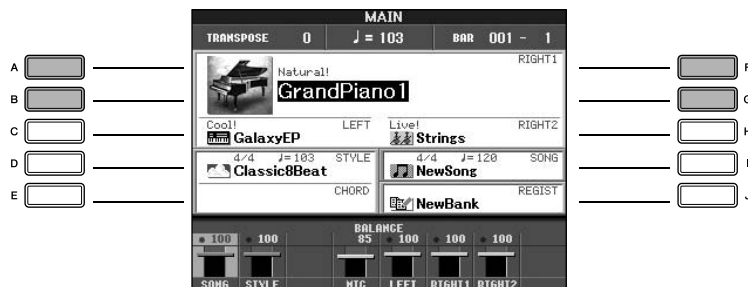 MAIN
TRANSPOSE 0 ♩= 103 BAR 001 - 1
RIGHT1
Natural!
GrandPiano1
Cool! LEFT Live! RIGHT2
GalaxyEP Strings
4/4 ♩=103 STYLE 4/4 ♩=120 SONG
Classic8Beat NewSong
CHORD REGIST
NewBank
BALANCE
100 100 85 100 100 100
SONG STYLE MIC LEFT RIGHT1 RIGHT2
A
B
C
D
E
F
G
H
I
J